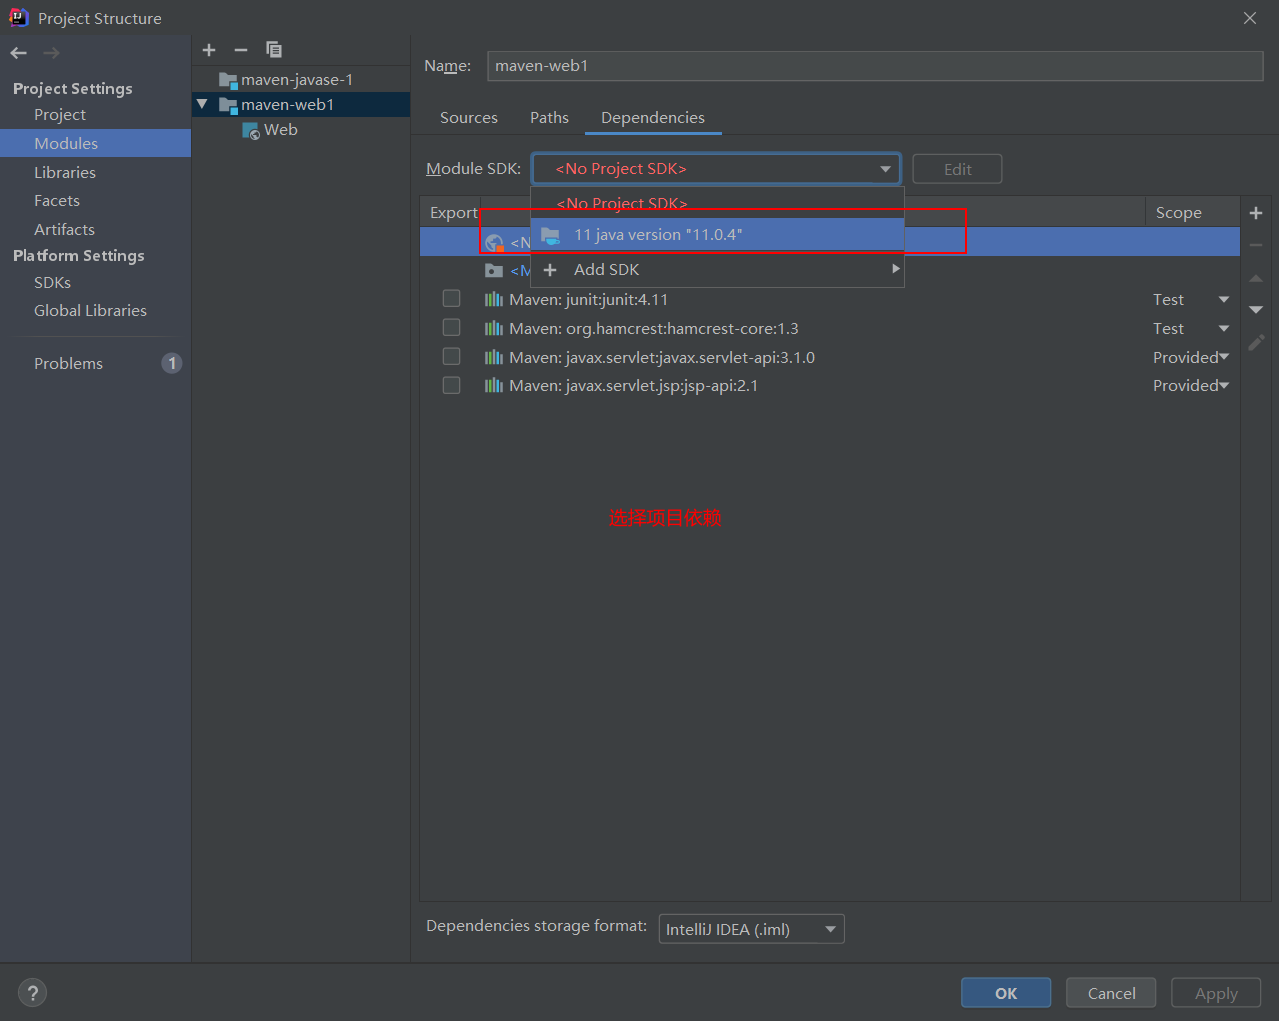 Project Structure
Project Settings
Project
Modules
Libraries
Facets
Artifacts
Platform Settings
SDKs
Global Libraries
Problems
1
maven-javase-1
maven-web1
Web
Name:
maven-web1
Sources
Paths
Dependencies
Module SDK:
<No Project SDK>
Edit
<No Project SDK>
Export
Scope
11 java version "11.0.4"
<N
Add SDK
<M
Maven: junit:junit:4.11
Test
Maven: org.hamcrest:hamcrest-core:1.3
Test
Maven: javax.servlet:javax.servlet-api:3.1.0
Provided
Maven: javax.servlet.jsp:jsp-api:2.1
Provided
选择项目依赖
Dependencies storage format:
IntelliJ IDEA (.iml)
?
OK
Cancel
Apply